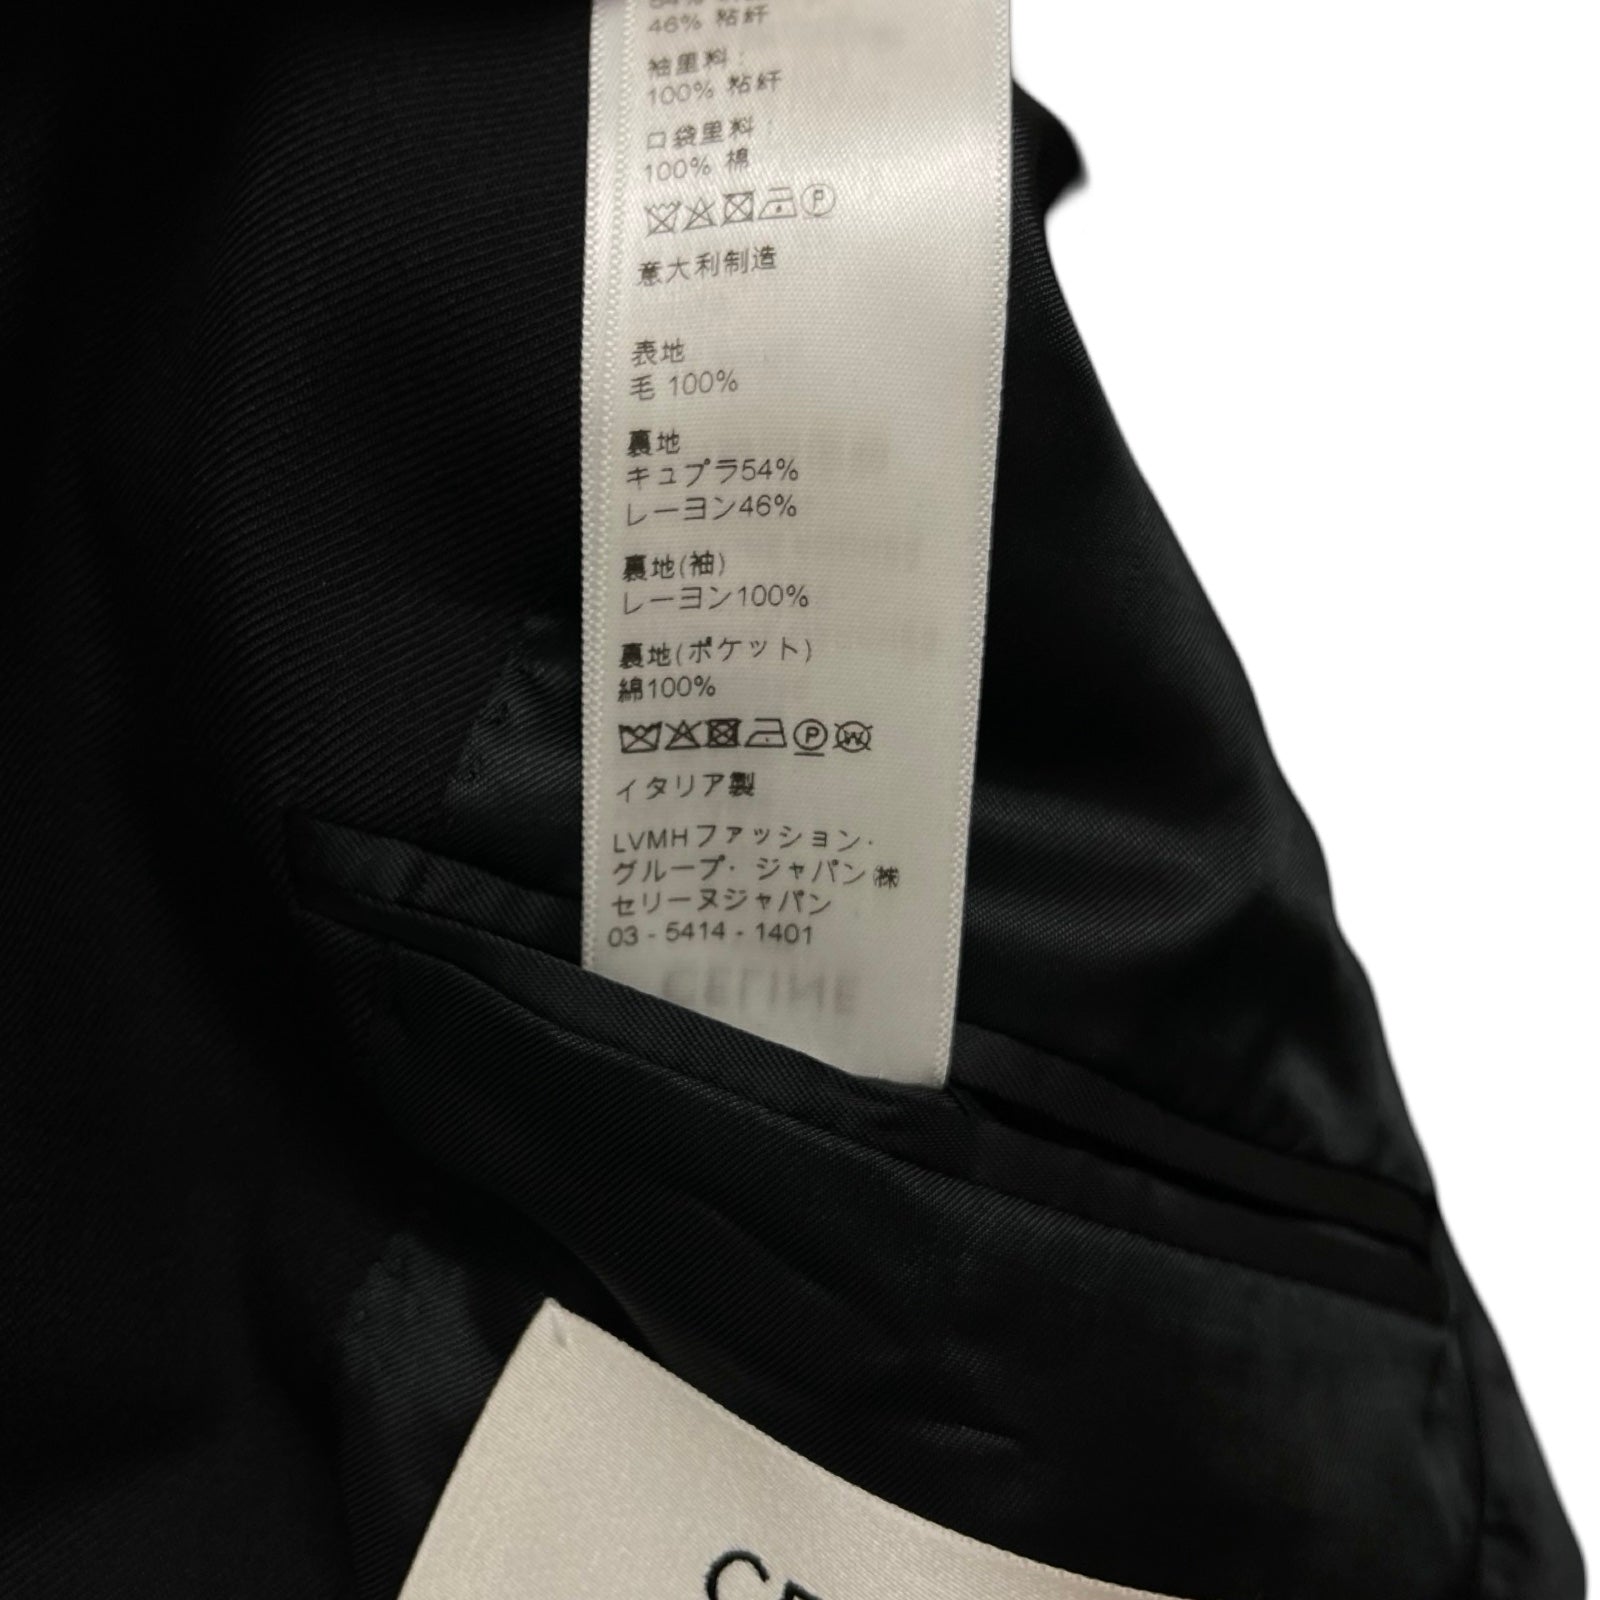 46% 粘纤
袖里料：
100% 粘纤
口袋里料：
100% 棉
意大利制造
表地
毛 100%
裏地
キュプラ54%
レーヨン46%
裏地(袖)
レーヨン100%
裏地(ポケット)
綿100%
イタリア製
LVMHファッション・
グループ・ジャパン㈱
セリーヌジャパン
03 - 5414 - 1401
CELINE